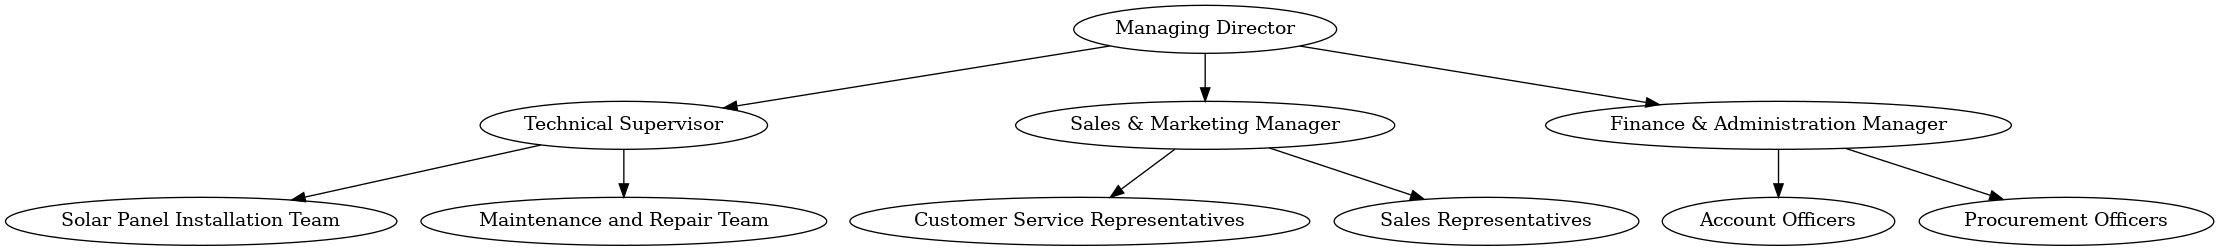 Managing Director
Technical Supervisor
Sales & Marketing Manager
Finance & Administration Manager
Solar Panel Installation Team
Maintenance and Repair Team
Customer Service Representatives
Sales Representatives
Account Officers
Procurement Officers